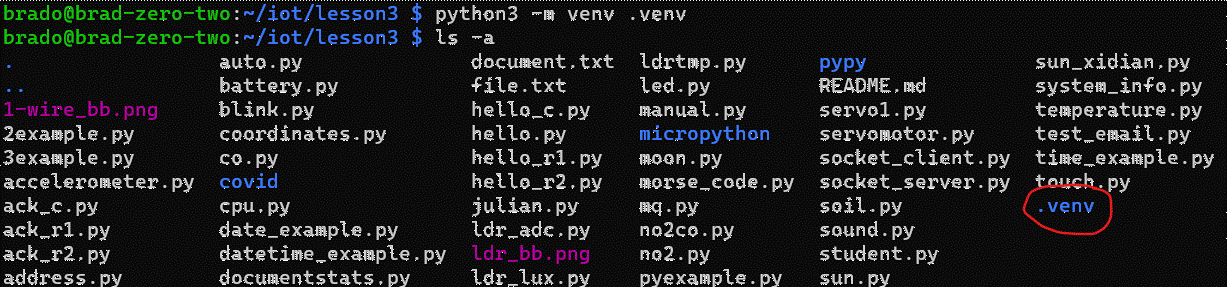 brado@brad-zero-two:~/iot/lesson3 $ python3 -m venv .venv
brado@brad-zero-two:~/iot/lesson3 $ ls -a
. auto.py document.txt ldrtmp.py pypy sun_xidian.py
.. battery.py file.txt led.py README.md system_info.py
1-wire_bb.png blink.py hello_c.py manual.py servo1.py temperature.py
2example.py coordinates.py hello.py micropython servomotor.py test_email.py
3example.py co.py hello_r1.py moon.py socket_client.py time_example.py
accelerometer.py covid hello_r2.py morse_code.py socket_server.py touch.py
ack_c.py cpu.py julian.py mq.py soil.py .venv
ack_r1.py date_example.py ldr_adc.py no2co.py sound.py
ack_r2.py datetime_example.py ldr_bb.png no2.py student.py
address.py documentstats.py ldr_lux.py pyexample.py sun.py